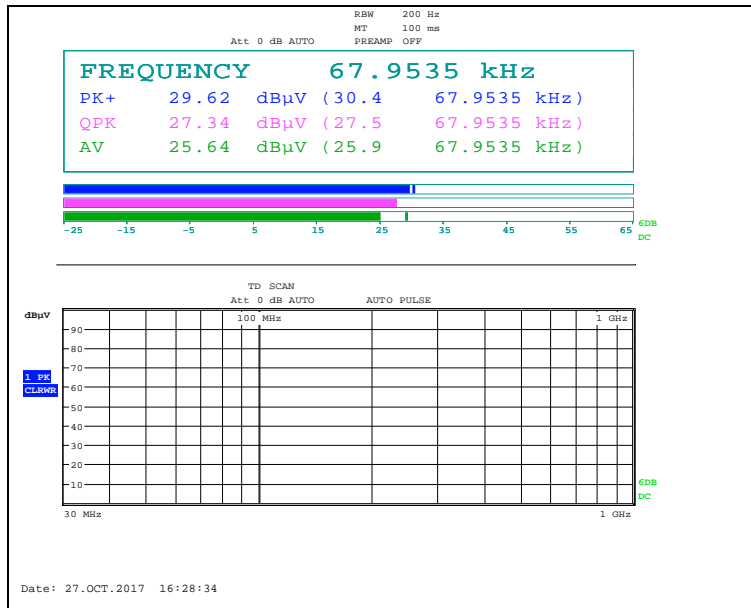 RBW 200 Hz
MT 100 ms
Att 0 dB AUTO PREAMP OFF
FREQUENCY 67.9535 kHz
PK+ 29.62 dBµV (30.4 67.9535 kHz)
QPK 27.34 dBµV (27.5 67.9535 kHz)
AV 25.64 dBµV (25.9 67.9535 kHz)
-25 -15 -5 5 15 25 35 45 55 65
6DB
DC
TD SCAN
Att 0 dB AUTO AUTO PULSE
dBµV
100 MHz 1 GHz
90
80
70
1 PK
CLRWR
60
50
40
30
20
10
6DB
DC
30 MHz 1 GHz
Date: 27.OCT.2017 16:28:34